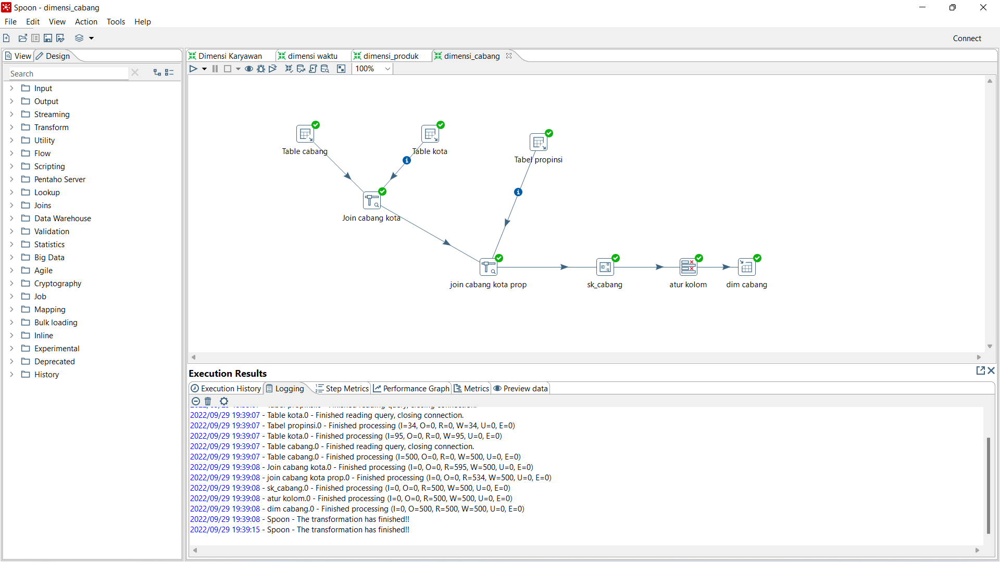 Spoon - dimensi_cabang
File Edit View Action Tools Help
Connect
View Design
Dimensi Karyawan dimensi waktu dimensi_produk dimensi_cabang
100%
Search
Input
Output
Streaming
Transform
Utility
Flow
Scripting
Pentaho Server
Lookup
Joins
Data Warehouse
Validation
Statistics
Big Data
Agile
Cryptography
Job
Mapping
Bulk loading
Inline
Experimental
Deprecated
History
Table cabang
Table kota
Tabel propinsi
Join cabang kota
join cabang kota prop
sk_cabang
atur kolom
dim cabang
Execution Results
Execution History Logging Step Metrics Performance Graph Metrics Preview data
2022/09/29 19:39:07 - Table kota.0 - Finished reading query, closing connection.
2022/09/29 19:39:07 - Tabel propinsi.0 - Finished processing (I=34, O=0, R=0, W=34, U=0, E=0)
2022/09/29 19:39:07 - Table kota.0 - Finished processing (I=95, O=0, R=0, W=95, U=0, E=0)
2022/09/29 19:39:07 - Table cabang.0 - Finished reading query, closing connection.
2022/09/29 19:39:07 - Table cabang.0 - Finished processing (I=500, O=0, R=0, W=500, U=0, E=0)
2022/09/29 19:39:08 - Join cabang kota.0 - Finished processing (I=0, O=0, R=595, W=500, U=0, E=0)
2022/09/29 19:39:08 - join cabang kota prop.0 - Finished processing (I=0, O=0, R=534, W=500, U=0, E=0)
2022/09/29 19:39:08 - sk_cabang.0 - Finished processing (I=0, O=0, R=500, W=500, U=0, E=0)
2022/09/29 19:39:08 - atur kolom.0 - Finished processing (I=0, O=0, R=500, W=500, U=0, E=0)
2022/09/29 19:39:08 - dim cabang.0 - Finished processing (I=0, O=500, R=500, W=500, U=0, E=0)
2022/09/29 19:39:08 - Spoon - The transformation has finished!!
2022/09/29 19:39:15 - Spoon - The transformation has finished!!